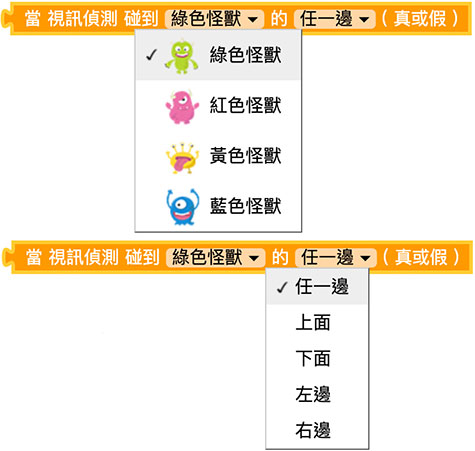 當 視訊偵測 碰到 綠色怪獸 的 任一邊 ( 真或假 )
綠色怪獸
紅色怪獸
黃色怪獸
藍色怪獸
當 視訊偵測 碰到 綠色怪獸 的 任一邊 ( 真或假 )
任一邊
上面
下面
左邊
右邊